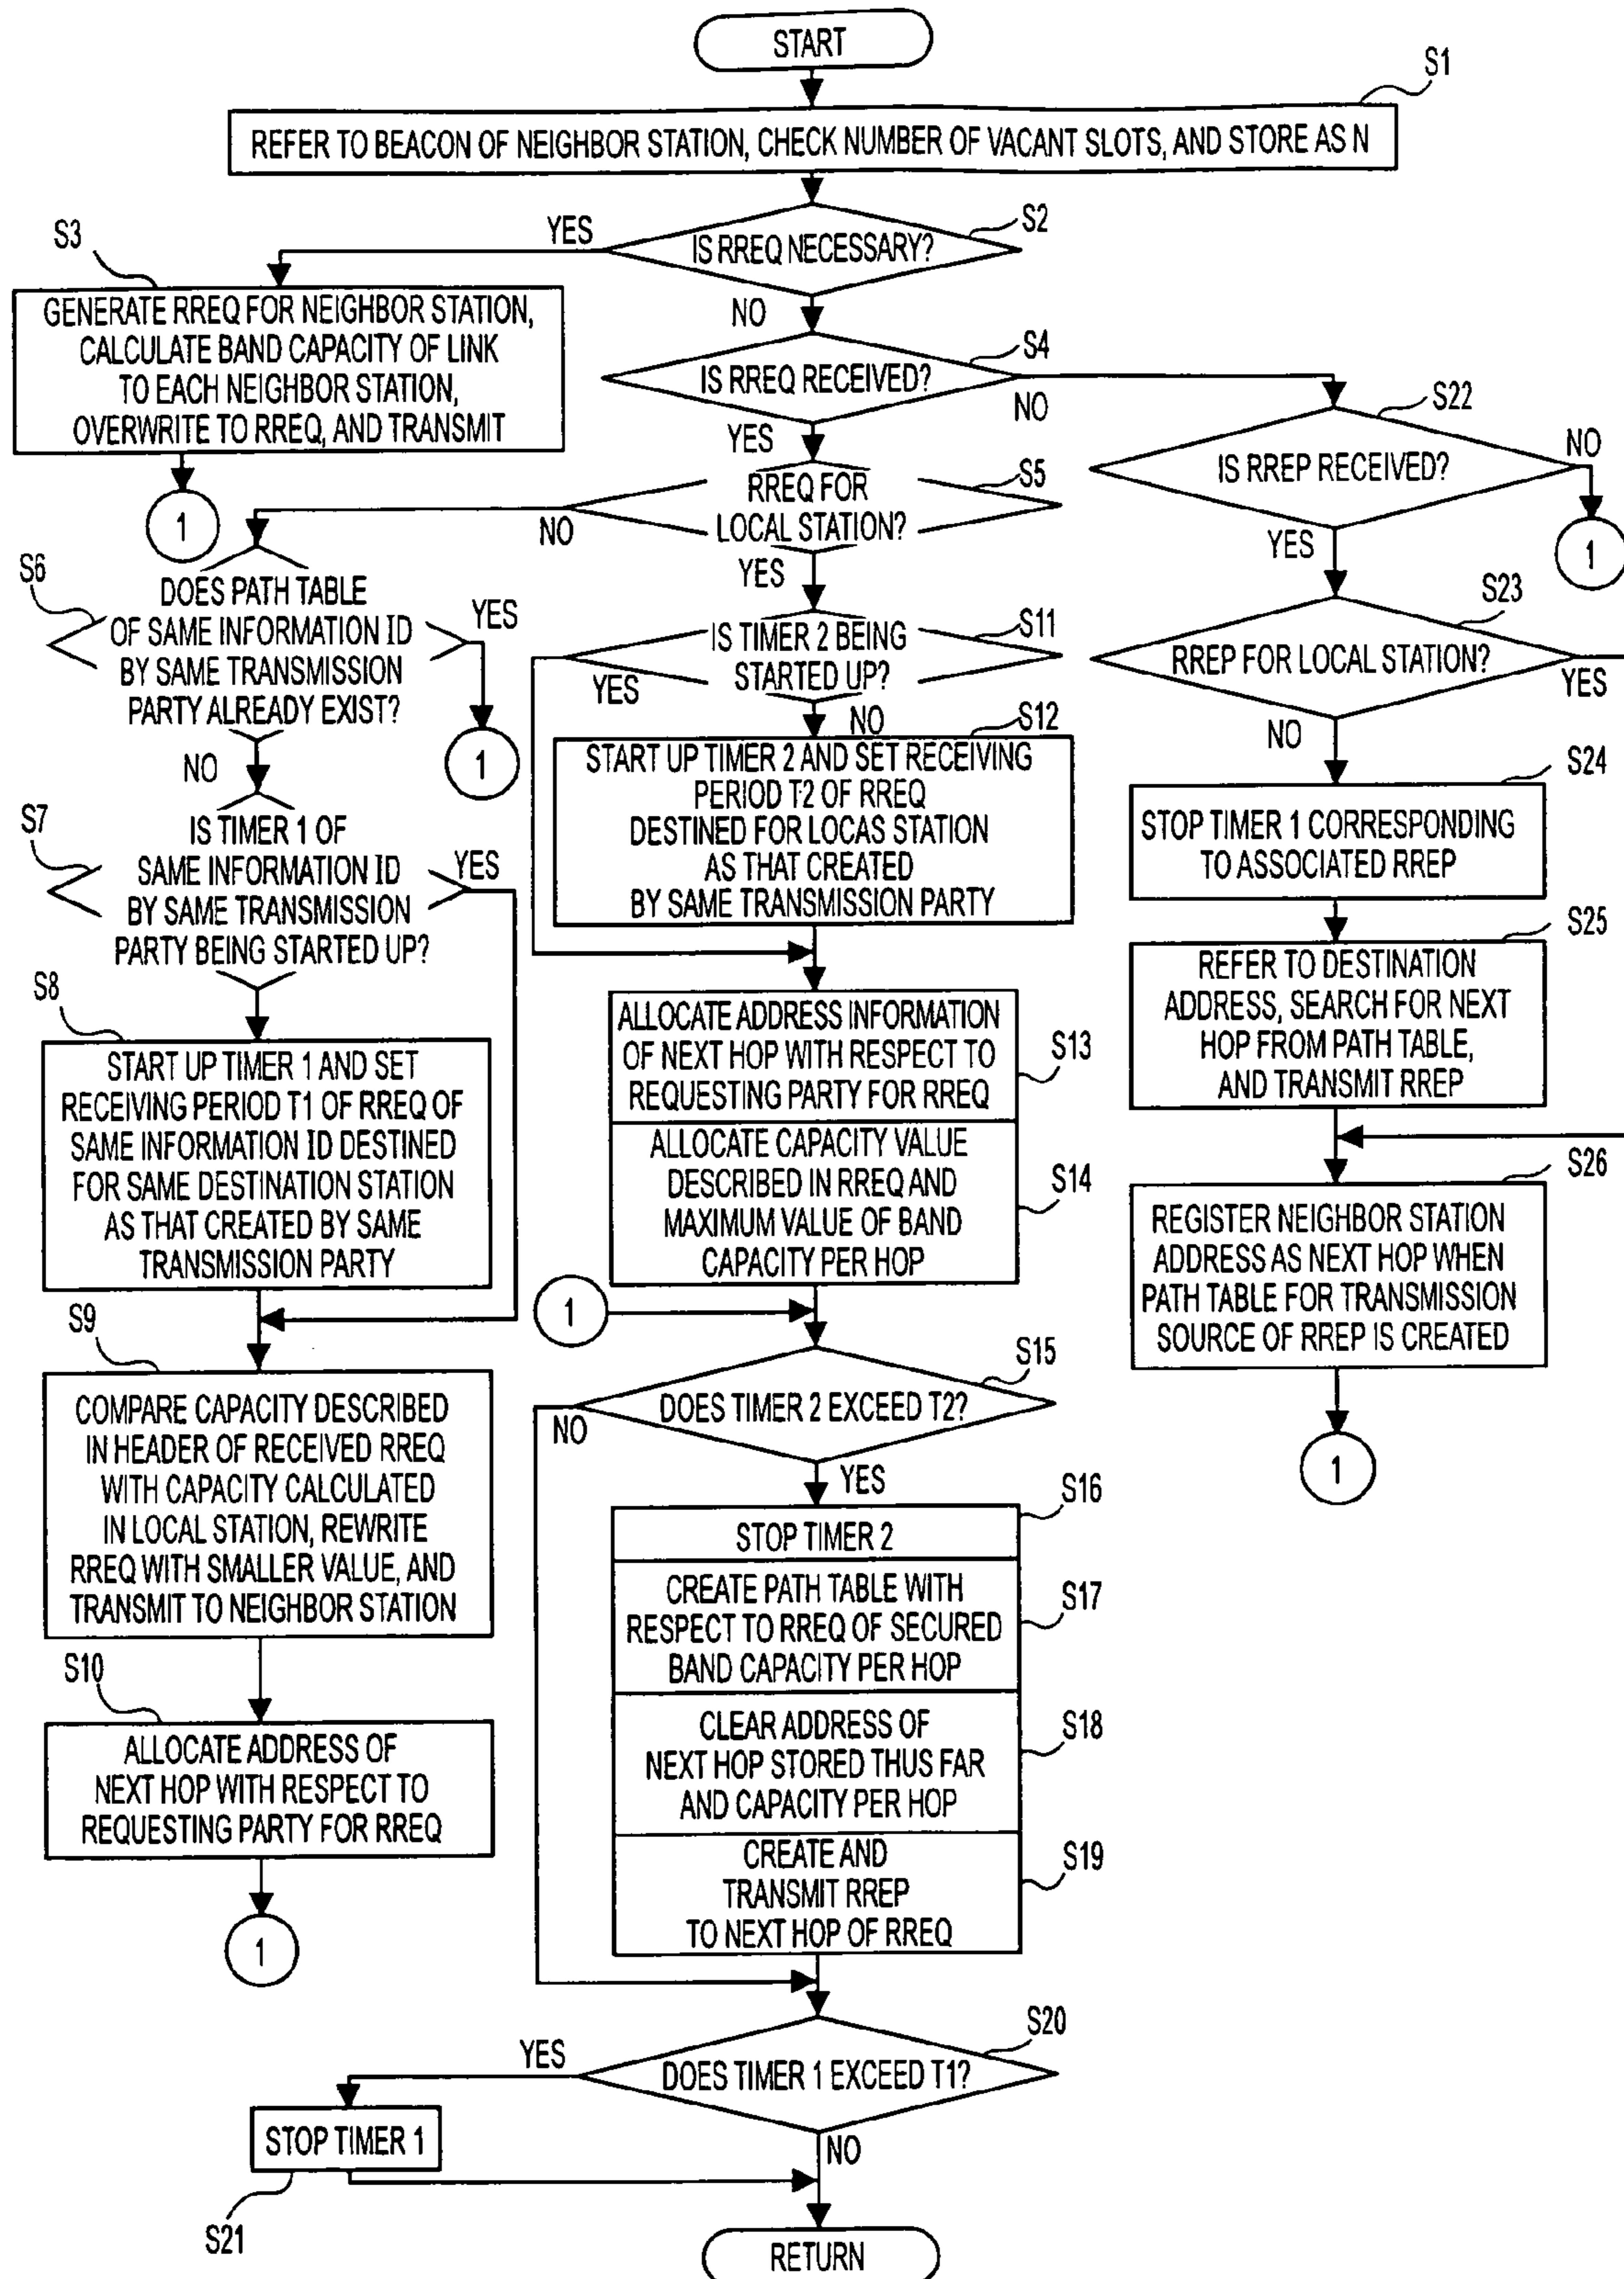 START
S1
REFER TO BEACON OF NEIGHBOR STATION, CHECK NUMBER OF VACANT SLOTS, AND STORE AS N
S2
IS RREQ NECESSARY?
YES
NO
S3
GENERATE RREQ FOR NEIGHBOR STATION,
CALCULATE BAND CAPACITY OF LINK
TO EACH NEIGHBOR STATION,
OVERWRITE TO RREQ, AND TRANSMIT
1
S4
IS RREQ RECEIVED?
NO
YES
S5
RREQ FOR
LOCAL STATION?
NO
YES
S6
DOES PATH TABLE
OF SAME INFORMATION ID
BY SAME TRANSMISSION
PARTY ALREADY EXIST?
YES
1
NO
S7
IS TIMER 1 OF
SAME INFORMATION ID
BY SAME TRANSMISSION
PARTY BEING STARTED UP?
YES
S8
START UP TIMER 1 AND SET
RECEIVING PERIOD T1 OF RREQ OF
SAME INFORMATION ID DESTINED
FOR SAME DESTINATION STATION
AS THAT CREATED BY SAME
TRANSMISSION PARTY
S9
COMPARE CAPACITY DESCRIBED
IN HEADER OF RECEIVED RREQ
WITH CAPACITY CALCULATED
IN LOCAL STATION, REWRITE
RREQ WITH SMALLER VALUE, AND
TRANSMIT TO NEIGHBOR STATION
S10
ALLOCATE ADDRESS OF
NEXT HOP WITH RESPECT TO
REQUESTING PARTY FOR RREQ
1
S11
IS TIMER 2 BEING
STARTED UP?
YES
NO
S12
START UP TIMER 2 AND SET RECEIVING
PERIOD T2 OF RREQ
DESTINED FOR LOCAS STATION
AS THAT CREATED
BY SAME TRANSMISSION PARTY
ALLOCATE ADDRESS INFORMATION
OF NEXT HOP WITH RESPECT TO
REQUESTING PARTY FOR RREQ
S13
ALLOCATE CAPACITY VALUE
DESCRIBED IN RREQ AND
MAXIMUM VALUE OF BAND
CAPACITY PER HOP
S14
1
S15
DOES TIMER 2 EXCEED T2?
NO
YES
S16
STOP TIMER 2
CREATE PATH TABLE WITH
RESPECT TO RREQ OF SECURED
BAND CAPACITY PER HOP
S17
CLEAR ADDRESS OF
NEXT HOP STORED THUS FAR
AND CAPACITY PER HOP
S18
CREATE AND
TRANSMIT RREP
TO NEXT HOP OF RREQ
S19
S20
DOES TIMER 1 EXCEED T1?
YES
NO
STOP TIMER 1
S21
RETURN
S22
IS RREP RECEIVED?
NO
1
YES
S23
RREP FOR LOCAL STATION?
YES
NO
S24
STOP TIMER 1 CORRESPONDING
TO ASSOCIATED RREP
S25
REFER TO DESTINATION
ADDRESS, SEARCH FOR NEXT
HOP FROM PATH TABLE,
AND TRANSMIT RREP
S26
REGISTER NEIGHBOR STATION
ADDRESS AS NEXT HOP WHEN
PATH TABLE FOR TRANSMISSION
SOURCE OF RREP IS CREATED
1